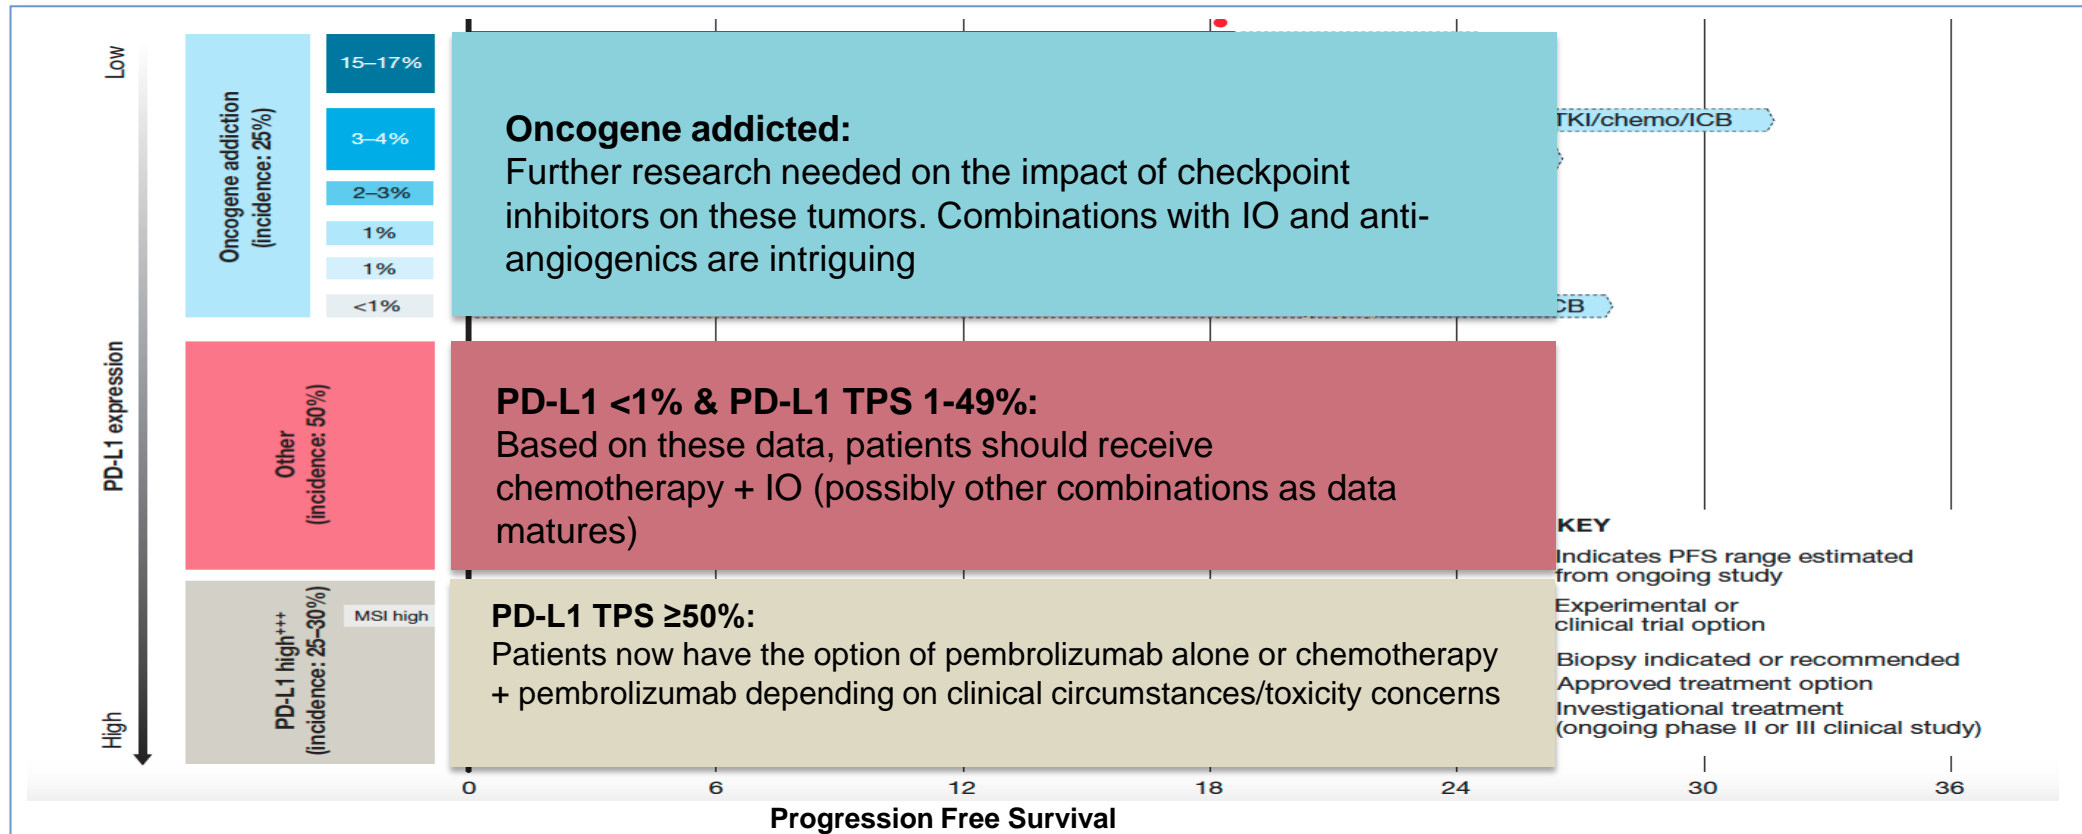 Low
PD-L1 expression
High
Oncogene addiction
(incidence: 25%)
15–17%
3–4%
2–3%
1%
1%
<1%
Oncogene addicted:
Further research needed on the impact of checkpoint
inhibitors on these tumors. Combinations with IO and anti-
angiogenics are intriguing
TKI/chemo/ICB
CB
Other
(incidence: 50%)
PD-L1 <1% & PD-L1 TPS 1-49%:
Based on these data, patients should receive
chemotherapy + IO (possibly other combinations as data
matures)
PD-L1 high+++
(incidence: 25–30%)
MSI high
PD-L1 TPS ≥50%:
Patients now have the option of pembrolizumab alone or chemotherapy
+ pembrolizumab depending on clinical circumstances/toxicity concerns
KEY
Indicates PFS range estimated
from ongoing study
Experimental or
clinical trial option
Biopsy indicated or recommended
Approved treatment option
Investigational treatment
(ongoing phase II or III clinical study)
0 6 12 18 24 30 36
Progression Free Survival